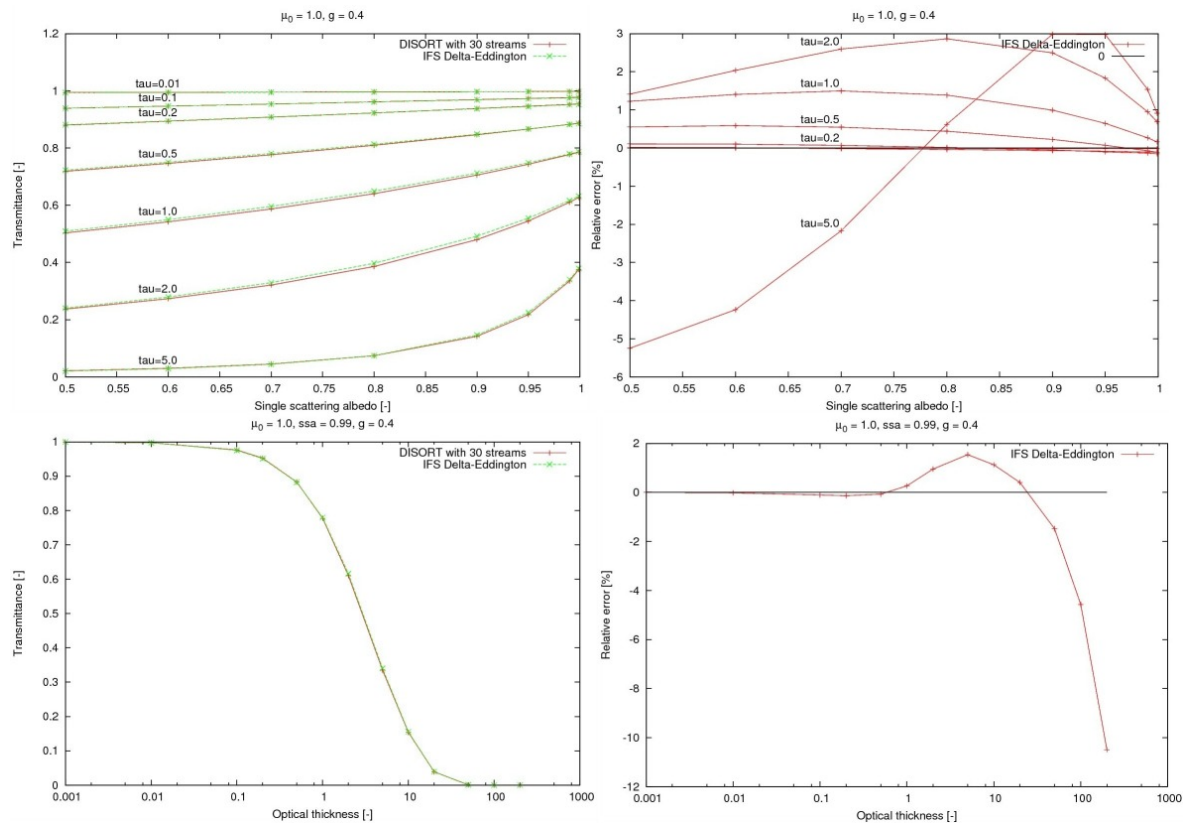 μ0 = 1.0, g = 0.4
1.2
1
0.8
0.6
0.4
0.2
0
Transmittance [-]
DISORT with 30 streams
IFS Delta-Eddington
tau=0.01
tau=0.1
tau=0.2
tau=0.5
tau=1.0
tau=2.0
tau=5.0
0.5 0.55 0.6 0.65 0.7 0.75 0.8 0.85 0.9 0.95 1
Single scattering albedo [-]
μ0 = 1.0, g = 0.4
3
2
1
0
-1
-2
-3
-4
-5
-6
Relative error [%]
IFS Delta-Eddington
0
tau=2.0
tau=1.0
tau=0.5
tau=0.2
tau=5.0
0.5 0.55 0.6 0.65 0.7 0.75 0.8 0.85 0.9 0.95 1
Single scattering albedo [-]
μ0 = 1.0, ssa = 0.99, g = 0.4
1
0.9
0.8
0.7
0.6
0.5
0.4
0.3
0.2
0.1
0
Transmittance [-]
DISORT with 30 streams
IFS Delta-Eddington
0.001 0.01 0.1 1 10 100 1000
Optical thickness [-]
μ0 = 1.0, ssa = 0.99, g = 0.4
2
0
-2
-4
-6
-8
-10
-12
Relative error [%]
IFS Delta-Eddington
0.001 0.01 0.1 1 10 100 1000
Optical thickness [-]